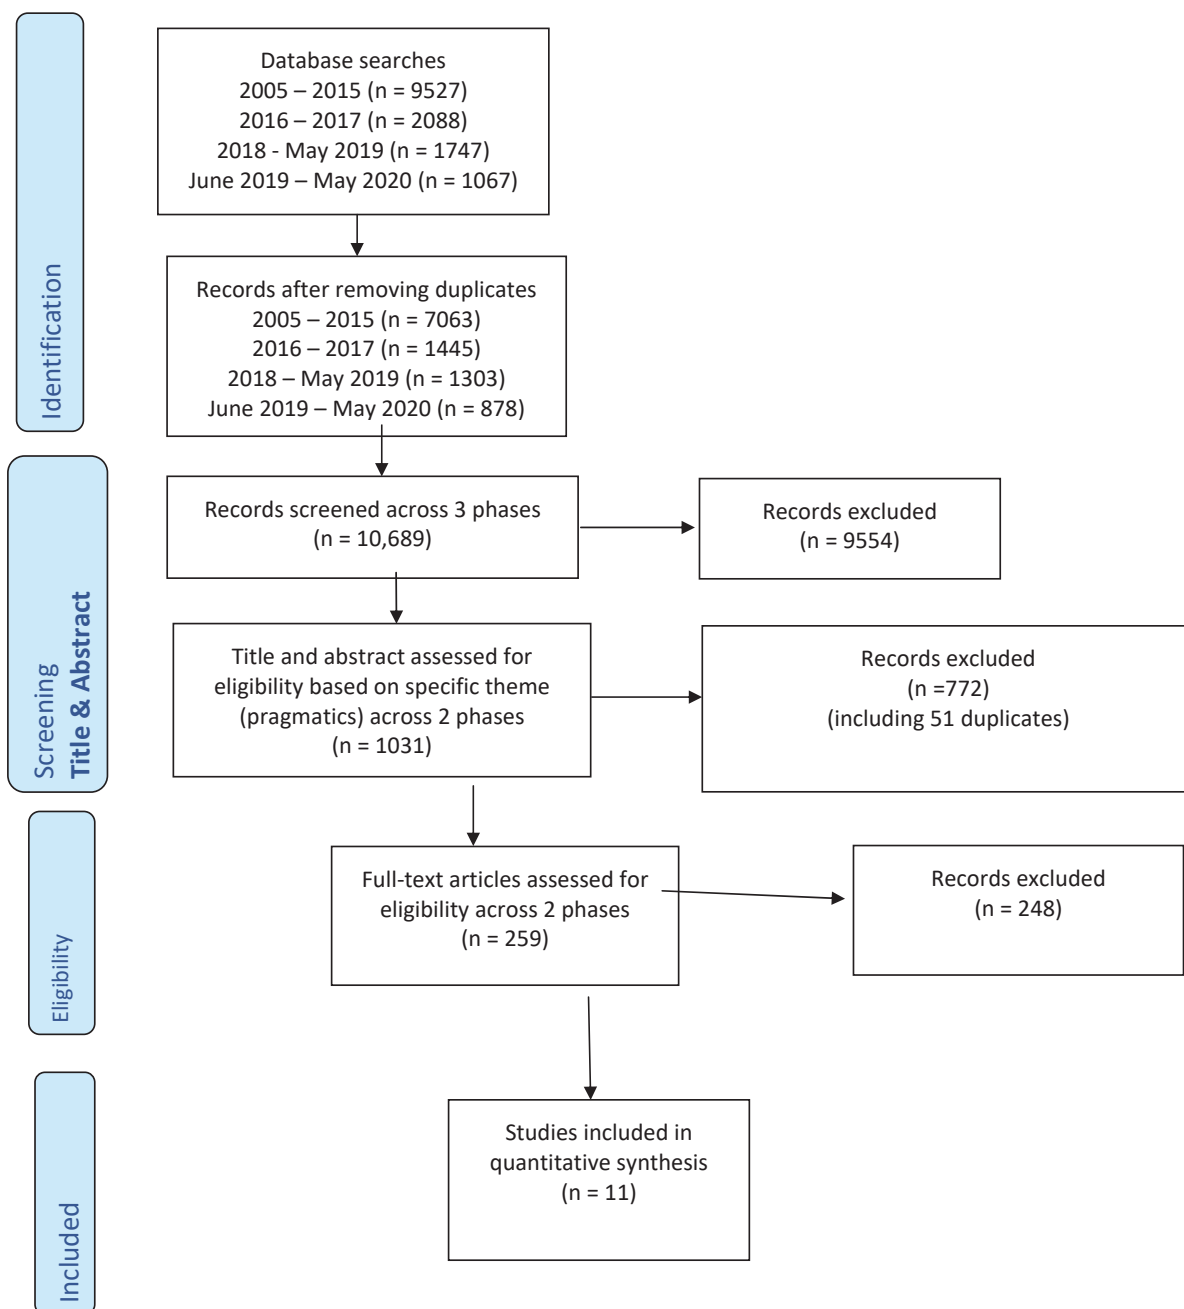 Identification
Database searches
2005 – 2015 (n = 9527)
2016 – 2017 (n = 2088)
2018 - May 2019 (n = 1747)
June 2019 – May 2020 (n = 1067)
Records after removing duplicates
2005 – 2015 (n = 7063)
2016 – 2017 (n = 1445)
2018 – May 2019 (n = 1303)
June 2019 – May 2020 (n = 878)
Screening
Title & Abstract
Records screened across 3 phases
(n = 10,689)
Records excluded
(n = 9554)
Title and abstract assessed for
eligibility based on specific theme
(pragmatics) across 2 phases
(n = 1031)
Records excluded
(n =772)
(including 51 duplicates)
Eligibility
Full-text articles assessed for
eligibility across 2 phases
(n = 259)
Records excluded
(n = 248)
Included
Studies included in
quantitative synthesis
(n = 11)